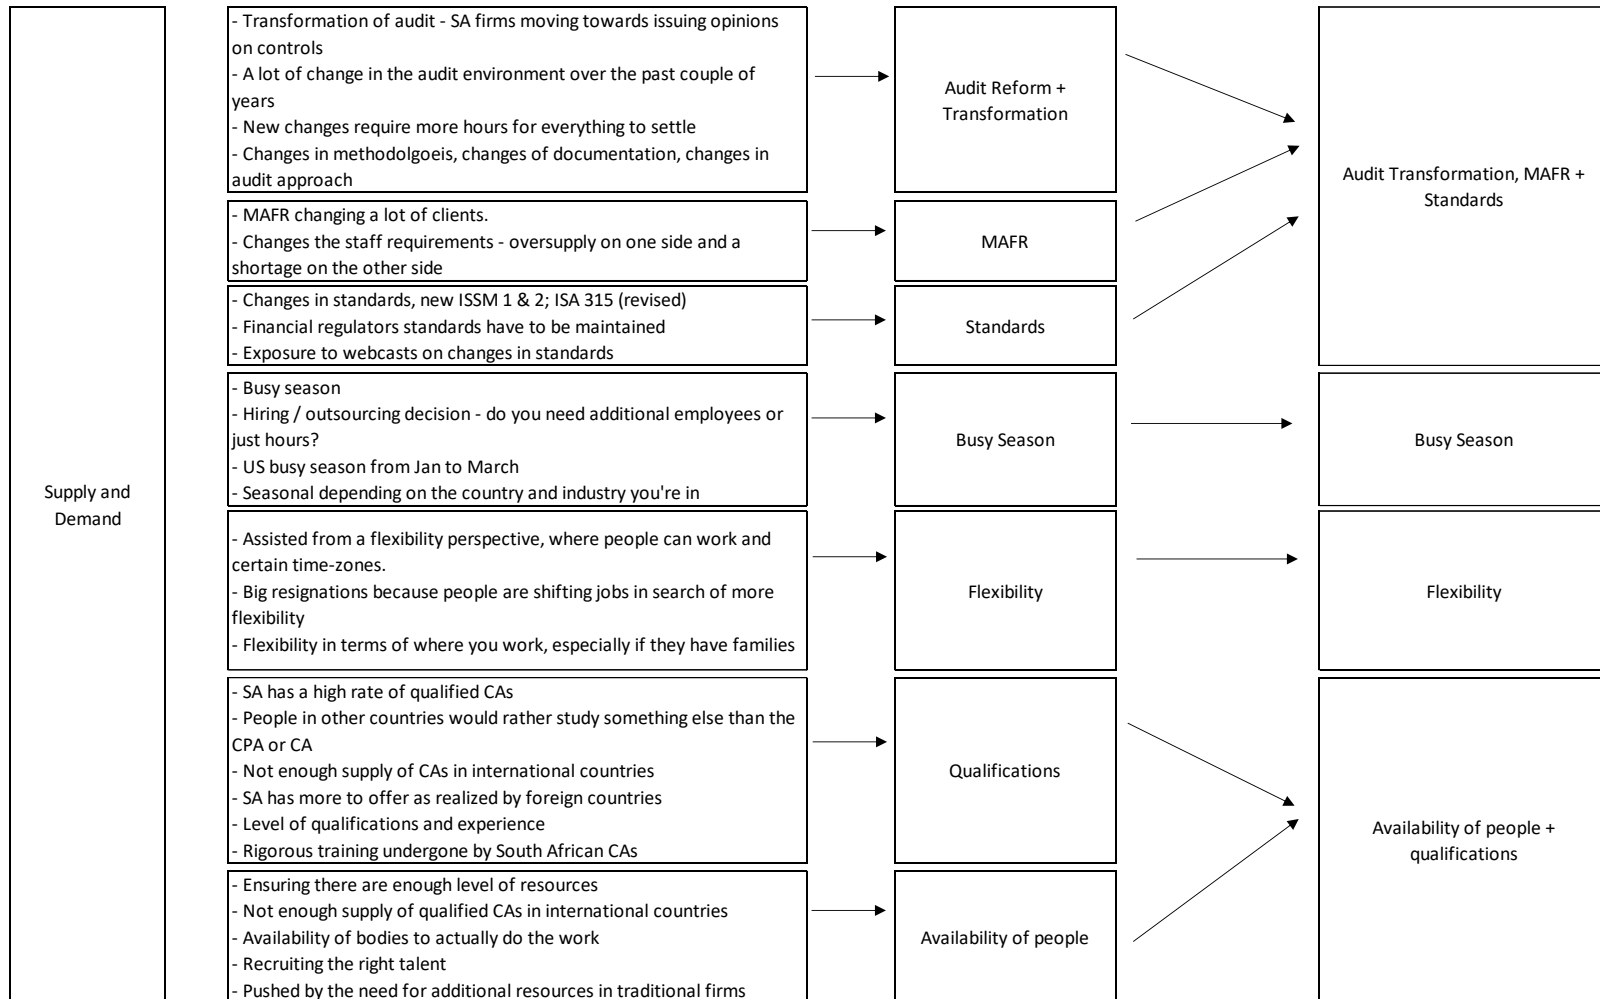 Supply and
Demand
- Transformation of audit - SA firms moving towards issuing opinions
on controls
- A lot of change in the audit environment over the past couple of
years
- New changes require more hours for everything to settle
- Changes in methodolgoeis, changes of documentation, changes in
audit approach
Audit Reform +
Transformation
- MAFR changing a lot of clients.
- Changes the staff requirements - oversupply on one side and a
shortage on the other side
MAFR
- Changes in standards, new ISSM 1 & 2; ISA 315 (revised)
- Financial regulators standards have to be maintained
- Exposure to webcasts on changes in standards
Standards
Audit Transformation, MAFR +
Standards
- Busy season
- Hiring / outsourcing decision - do you need additional employees or
just hours?
- US busy season from Jan to March
- Seasonal depending on the country and industry you're in
Busy Season
Busy Season
- Assisted from a flexibility perspective, where people can work and
certain time-zones.
- Big resignations because people are shifting jobs in search of more
flexibility
- Flexibility in terms of where you work, especially if they have families
Flexibility
Flexibility
- SA has a high rate of qualified CAs
- People in other countries would rather study something else than the
CPA or CA
- Not enough supply of CAs in international countries
- SA has more to offer as realized by foreign countries
- Level of qualifications and experience
- Rigorous training undergone by South African CAs
Qualifications
- Ensuring there are enough level of resources
- Not enough supply of qualified CAs in international countries
- Availability of bodies to actually do the work
- Recruiting the right talent
- Pushed by the need for additional resources in traditional firms
Availability of people
Availability of people +
qualifications